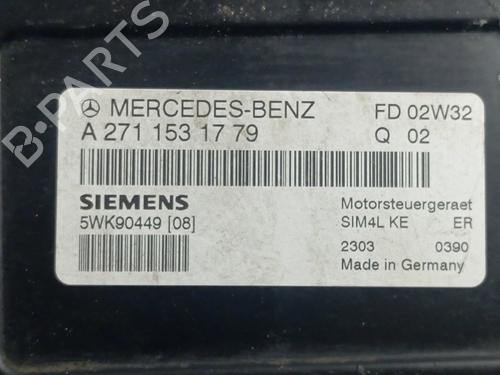 B-PARTS
MERCEDES-BENZ FD 02W32
A 271 153 17 79 Q 02
SIEMENS Motorsteuergeraet
5WK90449 [08] SIM4L KE ER
2303 0390
Made in Germany